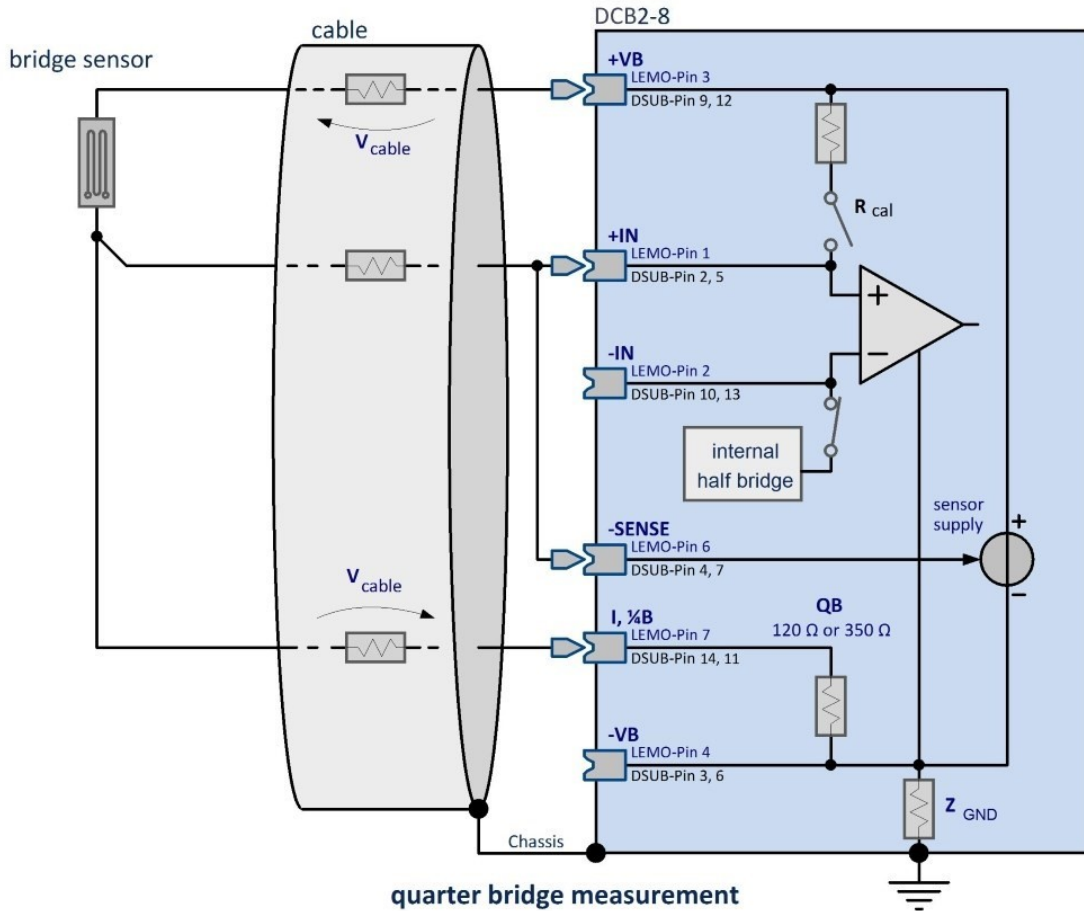 DCB2-8
cable
bridge sensor
+VB
LEMO-Pin 3
DSUB-Pin 9, 12
V cable
R cal
+IN
LEMO-Pin 1
DSUB-Pin 2, 5
+
-IN
LEMO-Pin 2
DSUB-Pin 10, 13
−
internal
half bridge
sensor
supply
+
−
-SENSE
LEMO-Pin 6
DSUB-Pin 4, 7
V cable
I, ¼B
LEMO-Pin 7
DSUB-Pin 14, 11
QB
120 Ω or 350 Ω
-VB
LEMO-Pin 4
DSUB-Pin 3, 6
Z GND
Chassis
quarter bridge measurement